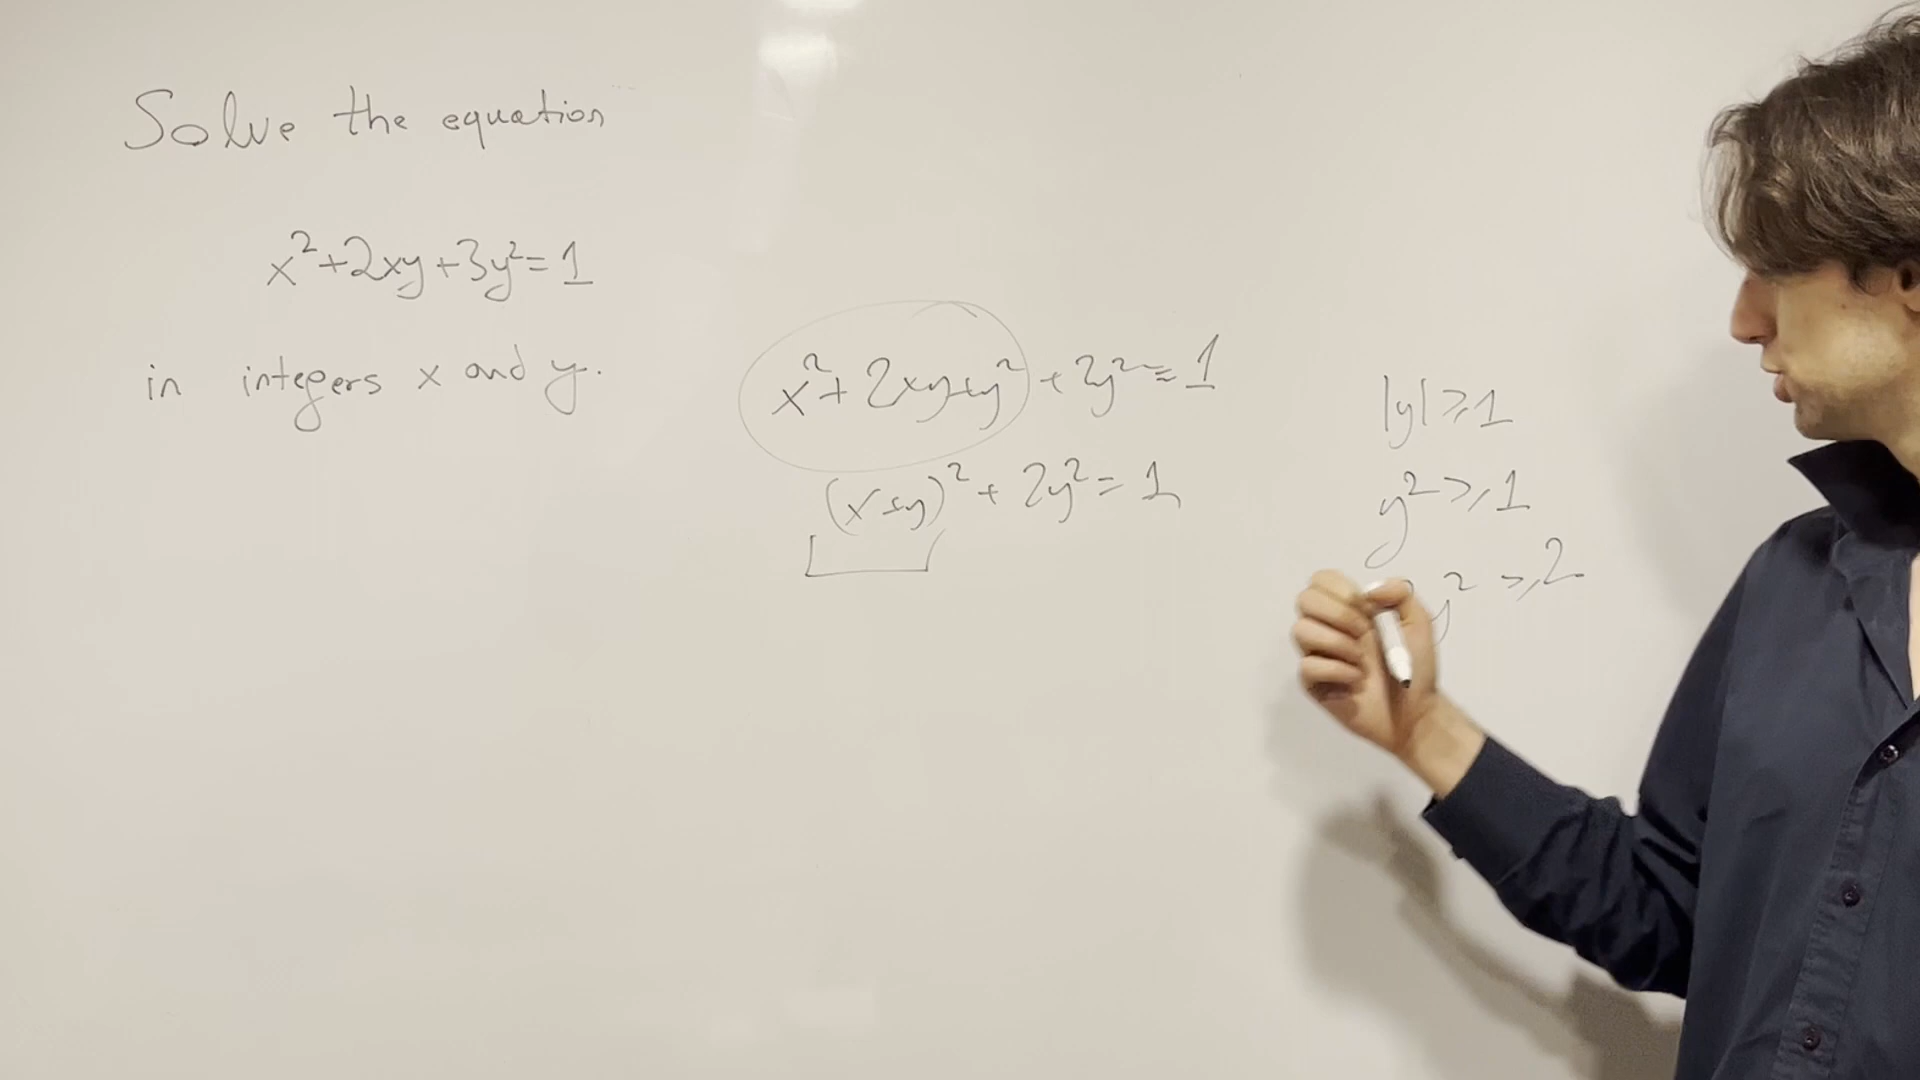 Solve the equation
x²+2xy+3y²=1
in integers x and y.
x²+2xy+y²+2y²=1
(x+y)²+2y²=1
|y|⩾1
y²⩾1
y²⩾2